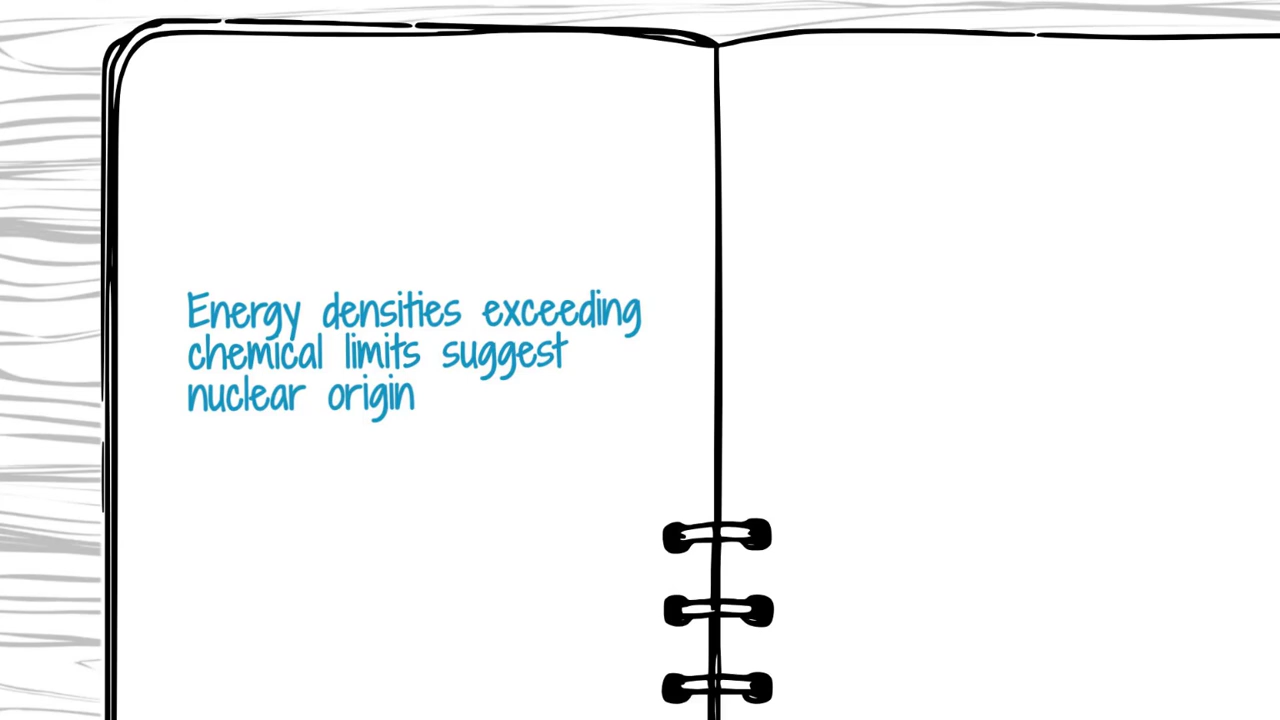 Energy densities exceeding
chemical limits suggest
nuclear origin